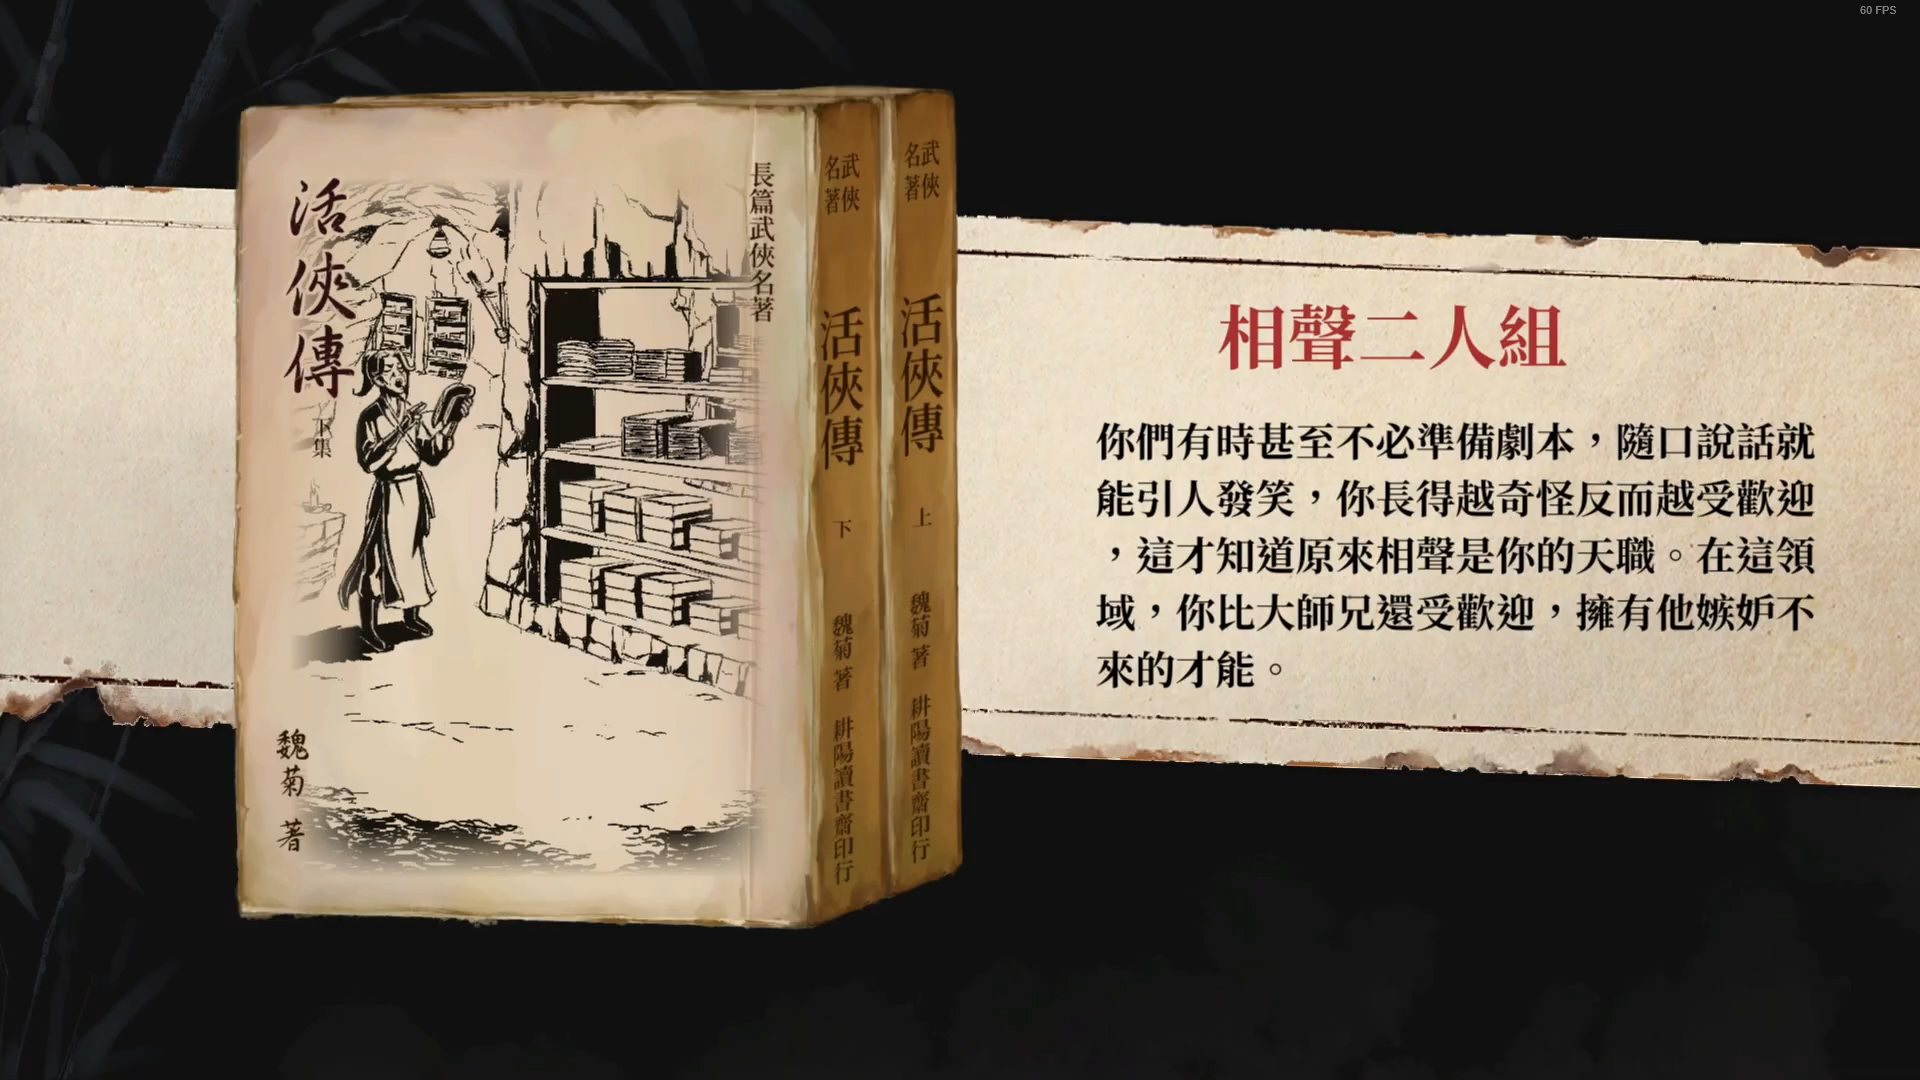 60 FPS
活俠傳
下集
魏菊 著
長篇武俠名著
武俠名著
活俠傳
下
魏菊 著
耕陽讀書齋印行
武俠名著
活俠傳
上
魏菊 著
耕陽讀書齋印行
相聲二人組
你們有時甚至不必準備劇本，隨口說話就
能引人發笑，你長得越奇怪反而越受歡迎
，這才知道原來相聲是你的天職。在這領
域，你比大師兄還受歡迎，擁有他嫉妒不
來的才能。